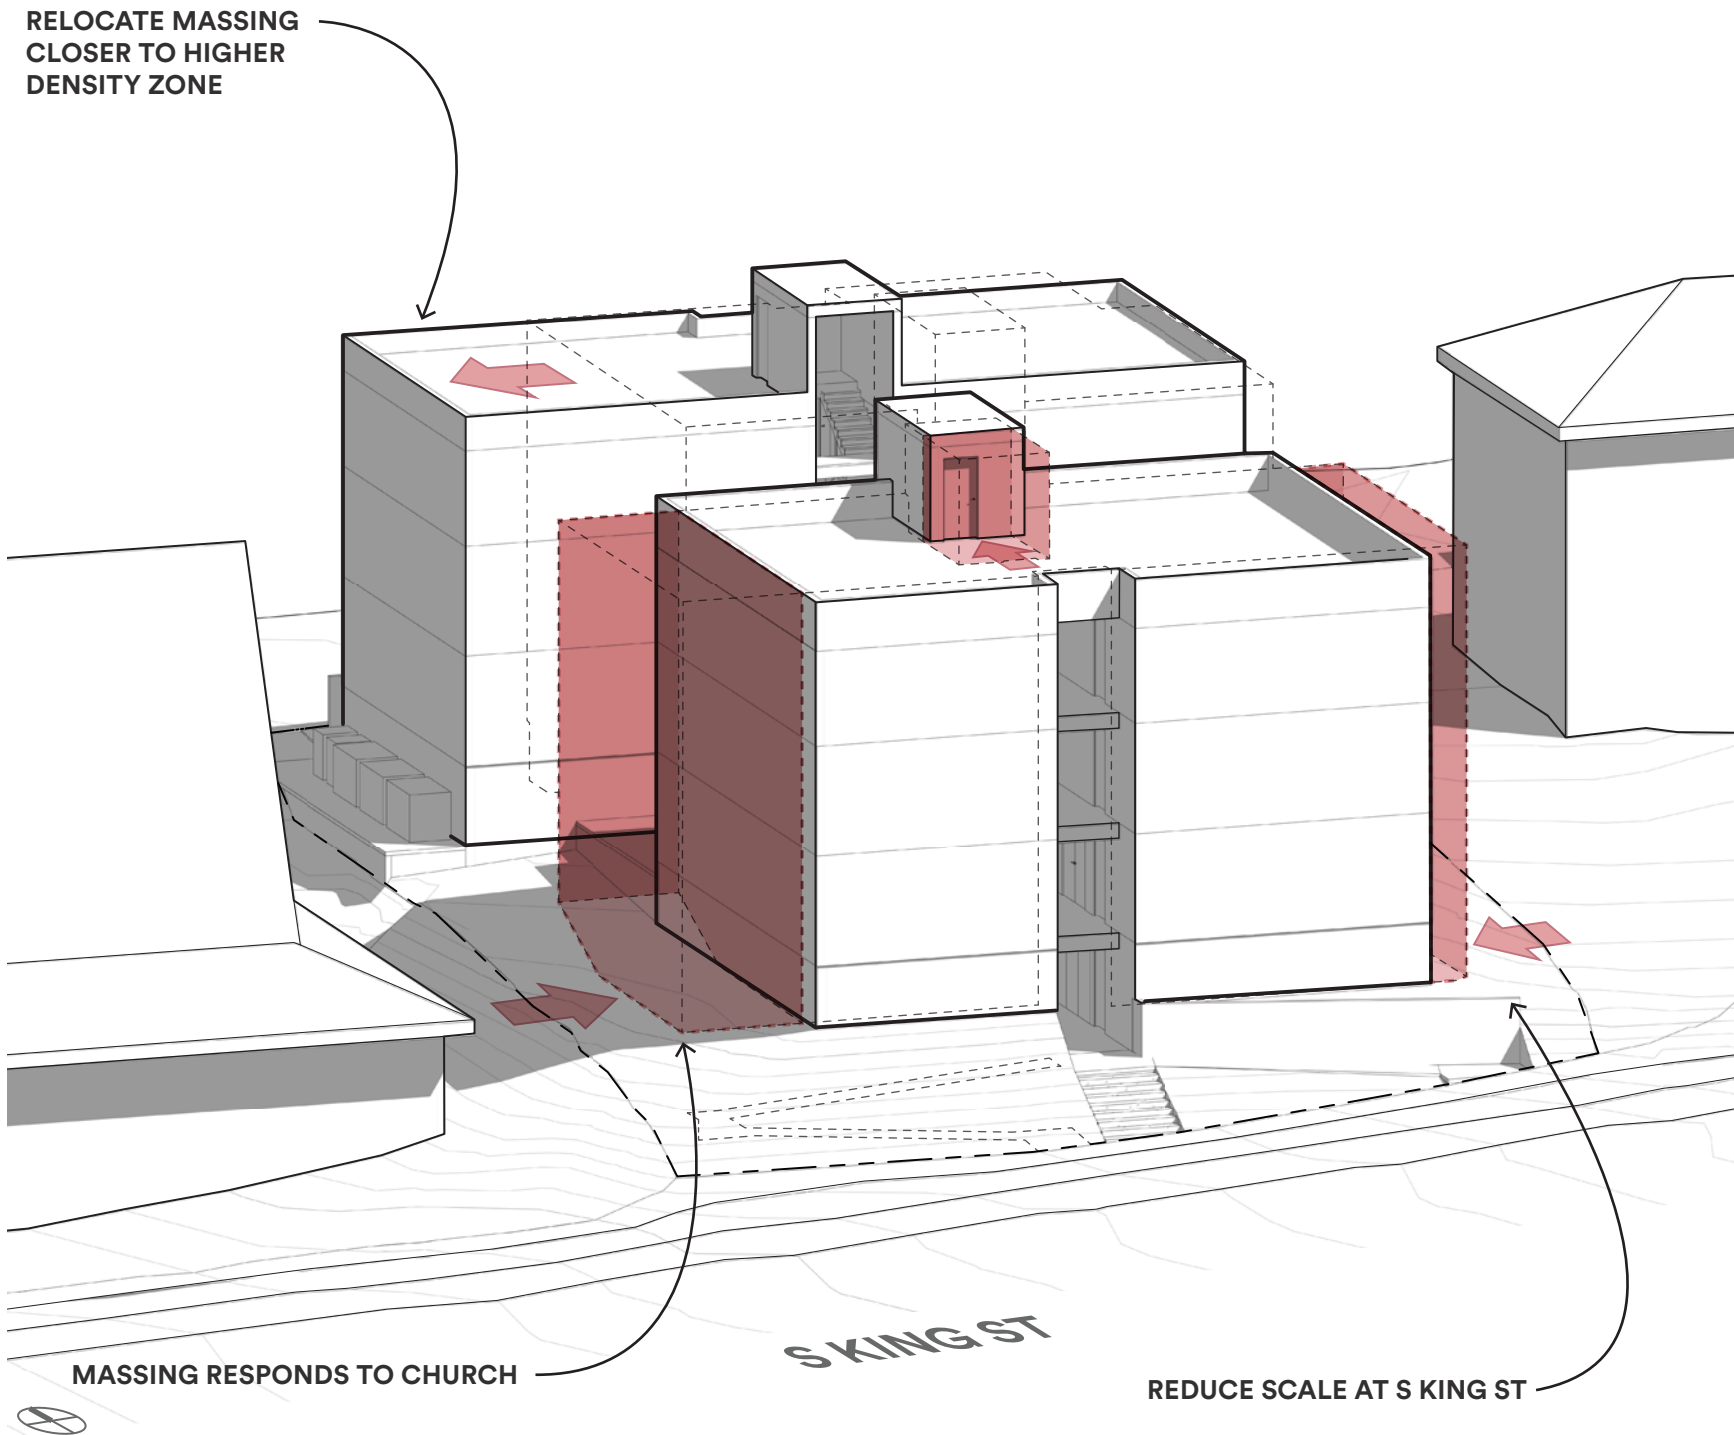 RELOCATE MASSING
CLOSER TO HIGHER
DENSITY ZONE
S KING ST
MASSING RESPONDS TO CHURCH
REDUCE SCALE AT S KING ST